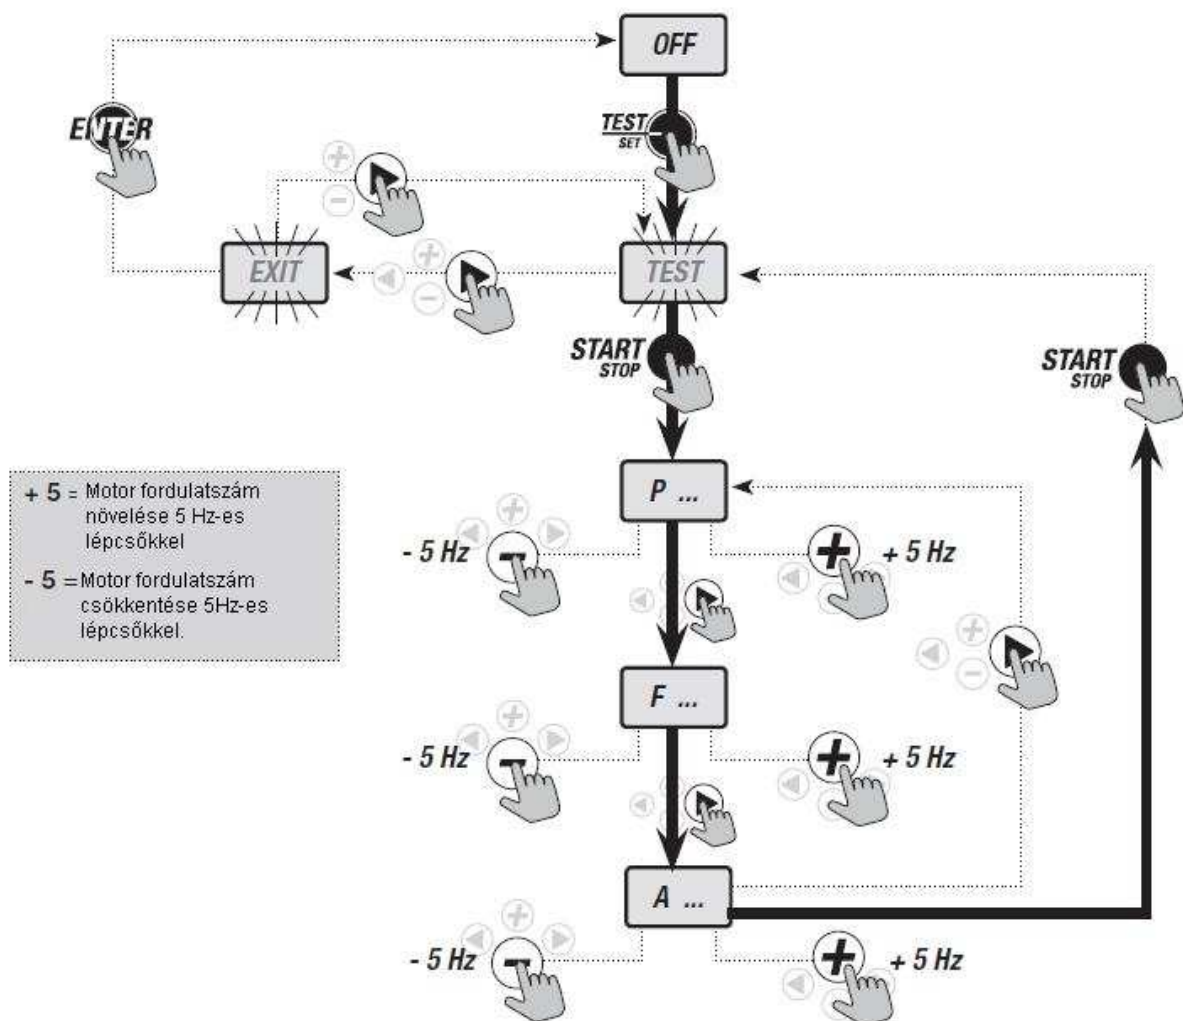 OFF
ENTER
TEST
SET
EXIT
TEST
START
STOP
START
STOP
+ 5 = Motor fordulatszám
növelése 5 Hz-es
lépcsőkkel
- 5 = Motor fordulatszám
csökkentése 5Hz-es
lépcsőkkel.
P ...
- 5 Hz
+ 5 Hz
F ...
- 5 Hz
+ 5 Hz
A ...
- 5 Hz
+ 5 Hz